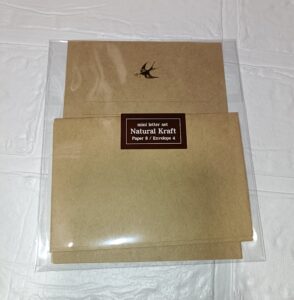 mini letter set
Natural Kraft
Paper 8 / Envelope 4